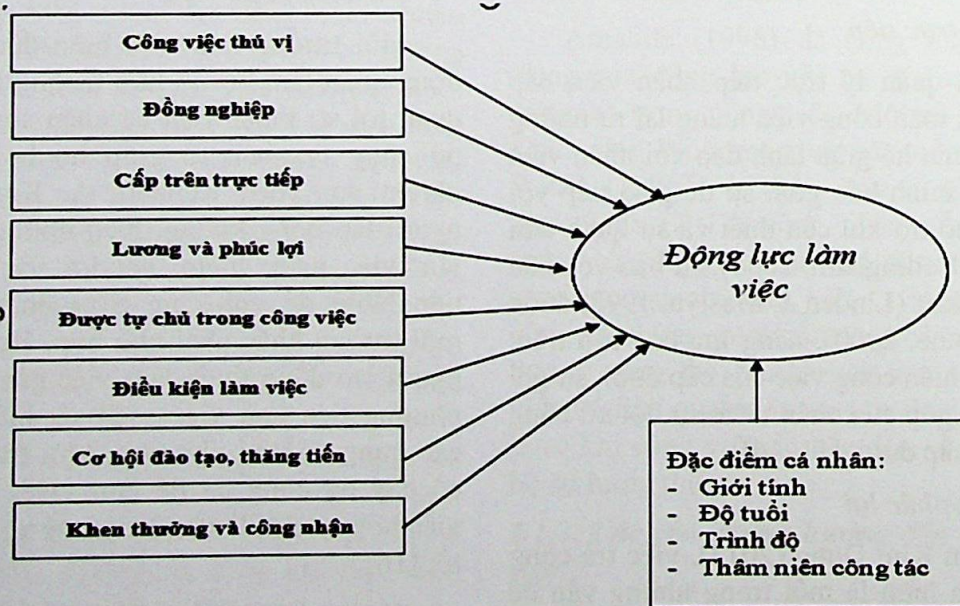 Công việc thú vị
Đồng nghiệp
Cấp trên trực tiếp
Lương và phúc lợi
Được tự chủ trong công việc
Điều kiện làm việc
Cơ hội đào tạo, thăng tiến
Khen thưởng và công nhận
Động lực làm
việc
Đặc điểm cá nhân:
- Giới tính
- Độ tuổi
- Trình độ
- Thâm niên công tác